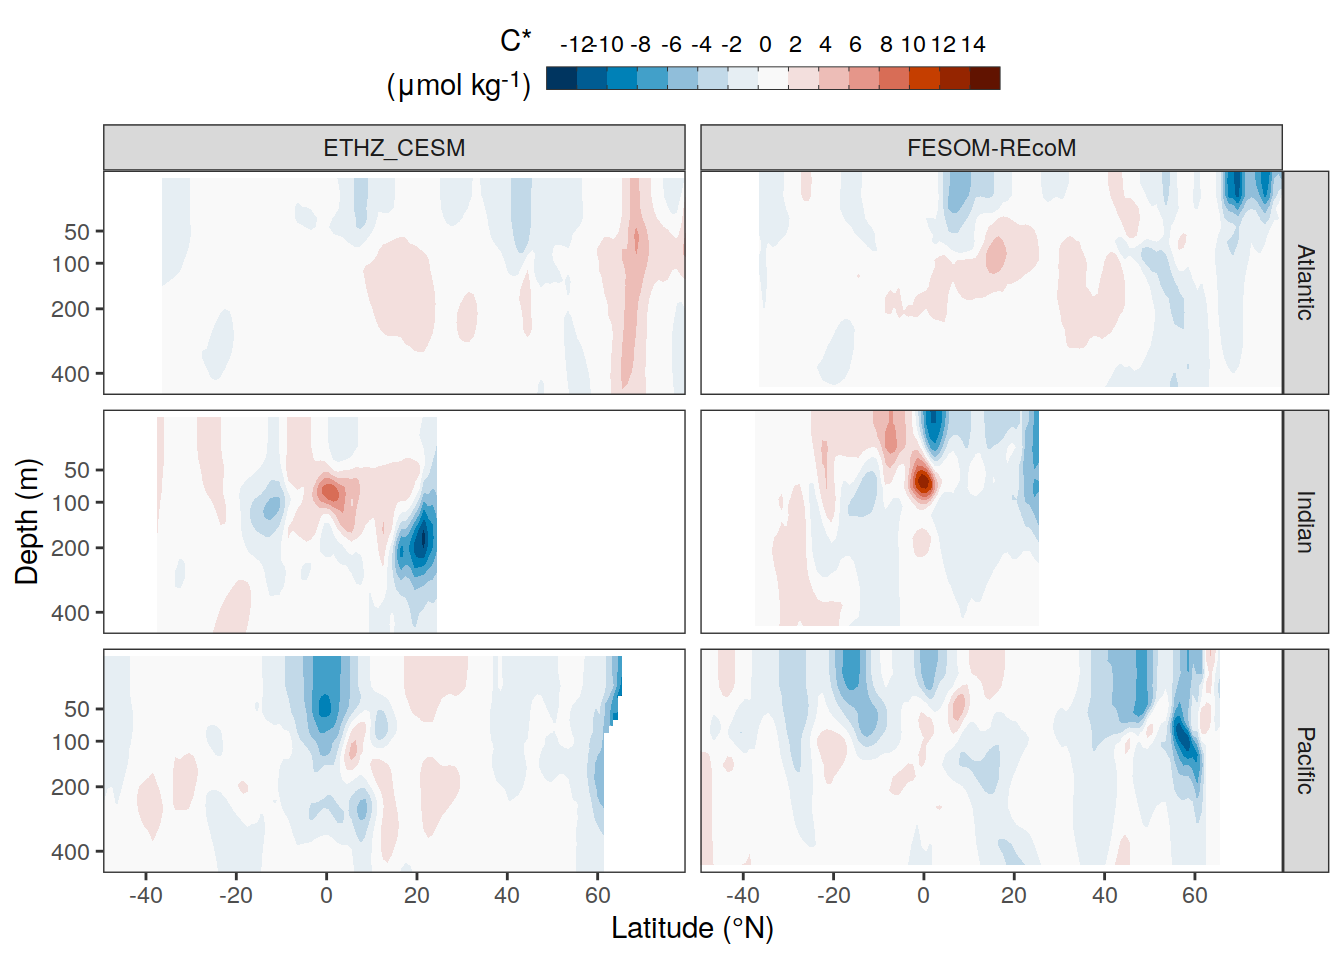 C*
(µmol kg-1)
-12 -10 -8 -6 -4 -2 0 2 4 6 8 10 12 14
ETHZ_CESM
FESOM-REcoM
50
100
200
400
Atlantic
50
100
200
400
Indian
50
100
200
400
Pacific
Depth (m)
-40 -20 0 20 40 60
-40 -20 0 20 40 60
Latitude (°N)